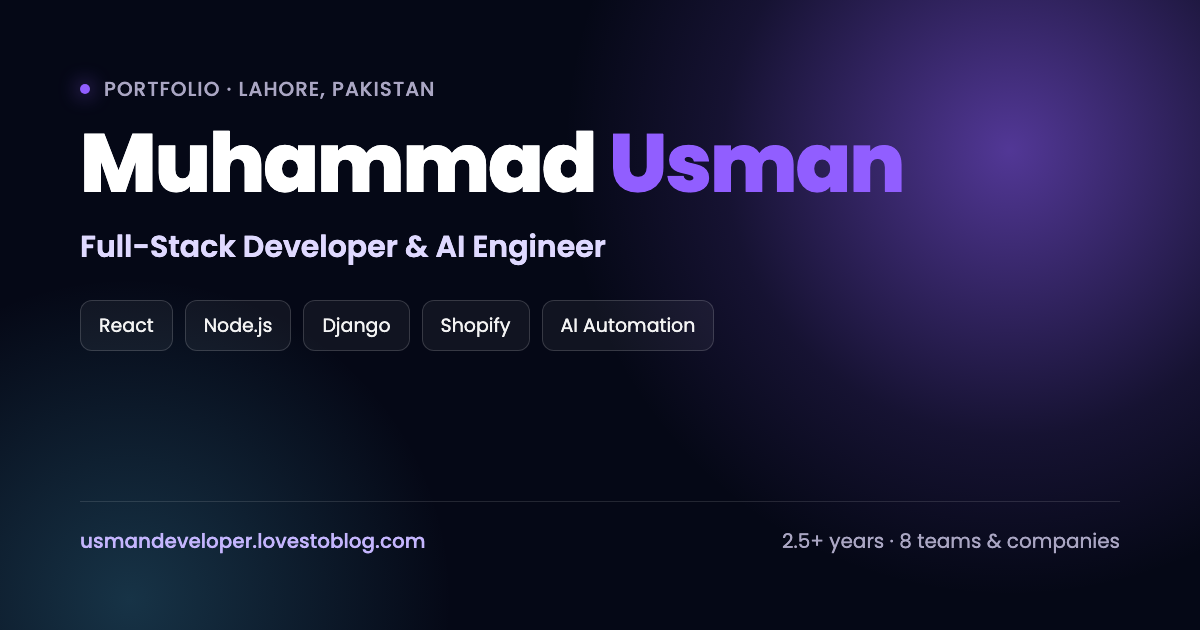 PORTFOLIO · LAHORE, PAKISTAN
Muhammad Usman
Full-Stack Developer & AI Engineer
React Node.js Django Shopify AI Automation
usmandeveloper.lovestoblog.com 2.5+ years · 8 teams & companies